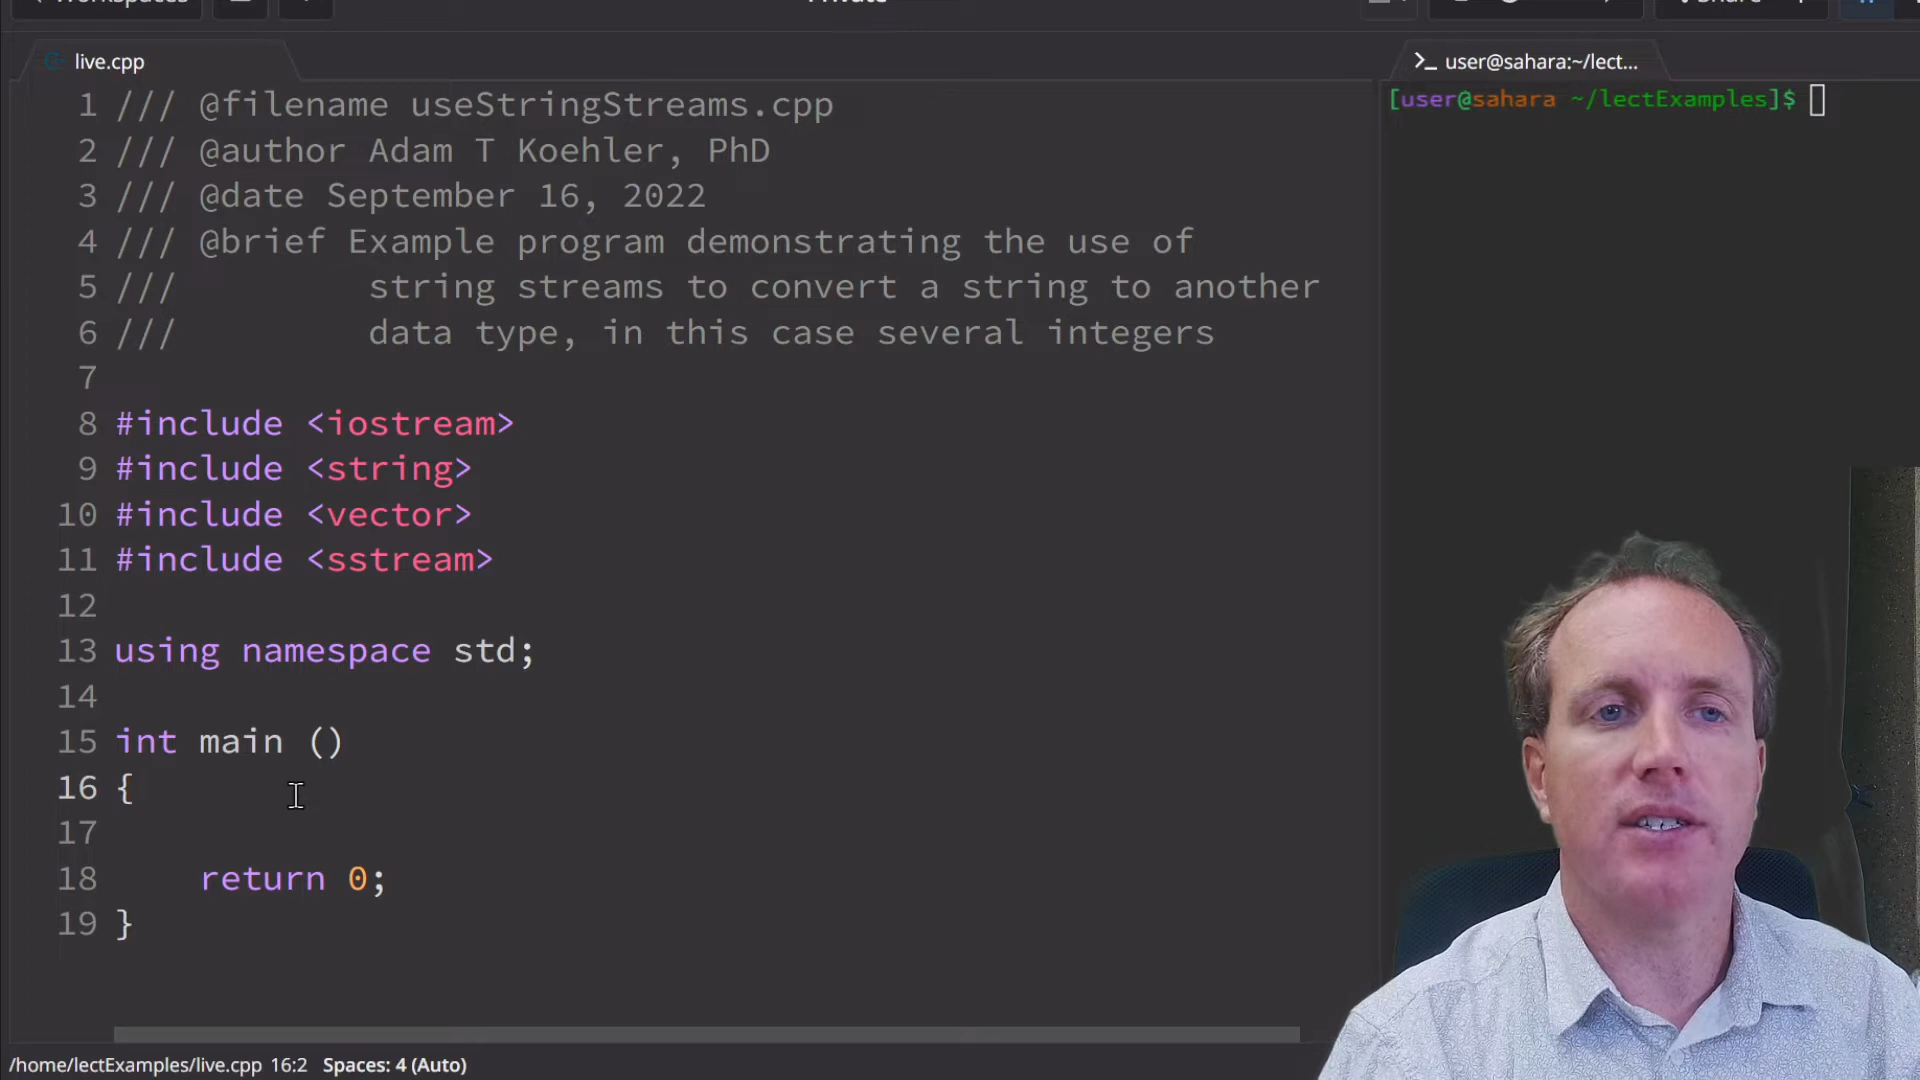 Workspaces
Private
Share
live.cpp
>_ user@sahara:~/lect...
1 /// @filename useStringStreams.cpp
2 /// @author Adam T Koehler, PhD
3 /// @date September 16, 2022
4 /// @brief Example program demonstrating the use of
5 /// string streams to convert a string to another
6 /// data type, in this case several integers
7
8 #include <iostream>
9 #include <string>
10 #include <vector>
11 #include <sstream>
12
13 using namespace std;
14
15 int main ()
16 {
17
18 return 0;
19 }
[user@sahara ~/lectExamples]$
/home/lectExamples/live.cpp 16:2 Spaces: 4 (Auto)